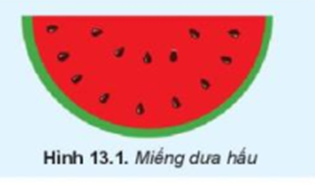 Hình 13.1. Miếng dưa hấu